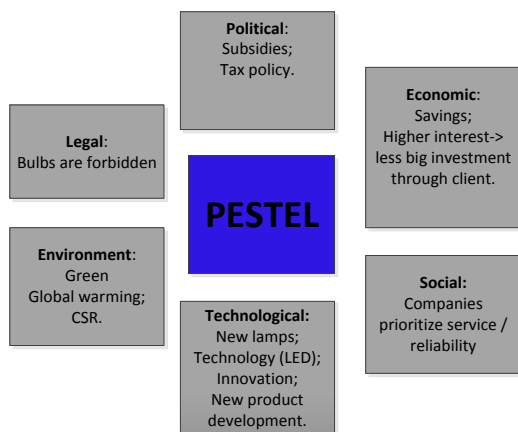 Political:
Subsidies;
Tax policy.
Economic:
Savings;
Higher interest->
less big investment
through client.
Legal:
Bulbs are forbidden
PESTEL
Environment:
Green
Global warming;
CSR.
Social:
Companies
prioritize service /
reliability
Technological:
New lamps;
Technology (LED);
Innovation;
New product
development.